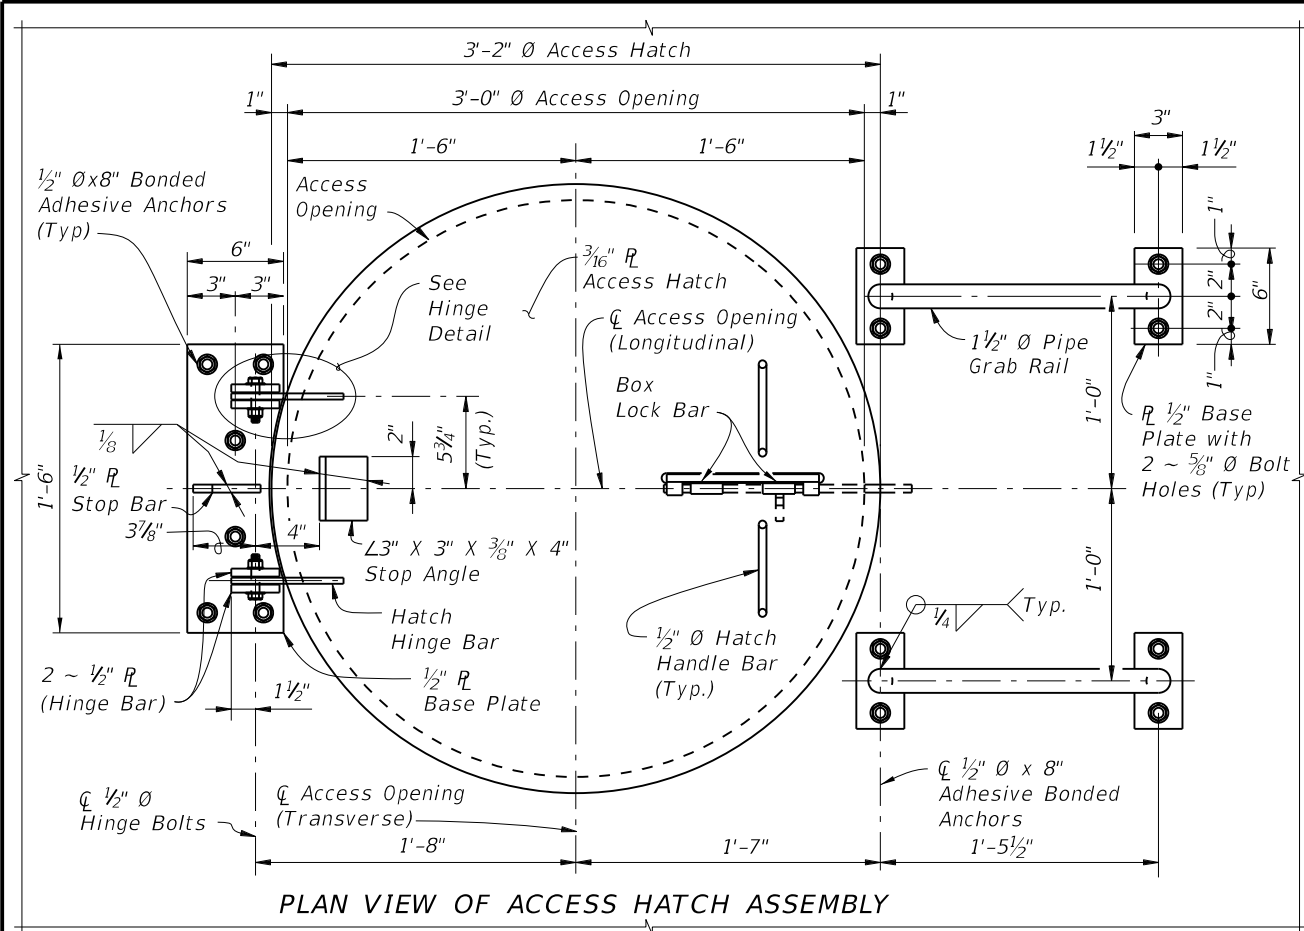 3'-2" Ø Access Hatch
1"
3'-0" Ø Access Opening
1"
1'-6"
1'-6"
3"
1½"
1½"
½" Øx8" Bonded
Adhesive Anchors
(Typ)
Access
Opening
6"
3"
3"
See
Hinge
Detail
3/16" ℄
Access Hatch
℄ Access Opening
(Longitudinal)
Box
Lock Bar
1"
2"
2"
1"
6"
1½" Ø Pipe
Grab Rail
1'-0"
1'-0"
PL ½" Base
Plate with
2 ~ ⅝" Ø Bolt
Holes (Typ)
1/8
½" PL
Stop Bar
3⅞"
1'-6"
5¾"
(Typ.)
2"
4"
∠3" X 3" X ⅜" X 4"
Stop Angle
Hatch
Hinge Bar
½" Ø Hatch
Handle Bar
(Typ.)
1/4
Typ.
2 ~ ½" PL
(Hinge Bar)
1½"
½" PL
Base Plate
℄ ½" Ø
Hinge Bolts
℄ Access Opening
(Transverse)
℄ ½" Ø x 8"
Adhesive Bonded
Anchors
1'-8"
1'-7"
1'-5½"
PLAN VIEW OF ACCESS HATCH ASSEMBLY